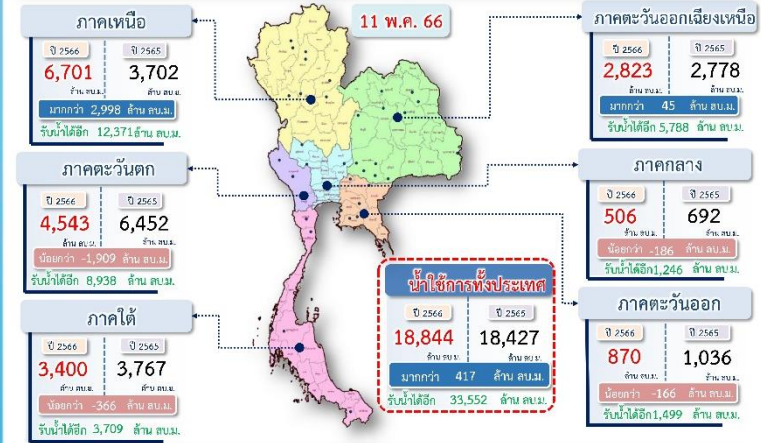 11 พ.ค. 66
ภาคเหนือ
ปี 2566 ปี 2565
6,701 3,702
ล้าน ลบ.ม. ล้าน ลบ.ม.
มากกว่า 2,998 ล้าน ลบ.ม.
รับน้ำได้อีก 12,371 ล้าน ลบ.ม.
ภาคตะวันออกเฉียงเหนือ
ปี 2566 ปี 2565
2,823 2,778
ล้าน ลบ.ม. ล้าน ลบ.ม.
มากกว่า 45 ล้าน ลบ.ม.
รับน้ำได้อีก 5,788 ล้าน ลบ.ม.
ภาคตะวันตก
ปี 2566 ปี 2565
4,543 6,452
ล้าน ลบ.ม. ล้าน ลบ.ม.
น้อยกว่า -1,909 ล้าน ลบ.ม.
รับน้ำได้อีก 8,938 ล้าน ลบ.ม.
ภาคกลาง
ปี 2566 ปี 2565
506 692
ล้าน ลบ.ม. ล้าน ลบ.ม.
น้อยกว่า -186 ล้าน ลบ.ม.
รับน้ำได้อีก1,246 ล้าน ลบ.ม.
ภาคใต้
ปี 2566 ปี 2565
3,400 3,767
ล้าน ลบ.ม. ล้าน ลบ.ม.
น้อยกว่า -366 ล้าน ลบ.ม.
รับน้ำได้อีก 3,709 ล้าน ลบ.ม.
น้ำใช้การทั้งประเทศ
ปี 2566 ปี 2565
18,844 18,427
ล้าน ลบ.ม. ล้าน ลบ.ม.
มากกว่า 417 ล้าน ลบ.ม.
รับน้ำได้อีก 33,552 ล้าน ลบ.ม.
ภาคตะวันออก
ปี 2566 ปี 2565
870 1,036
ล้าน ลบ.ม. ล้าน ลบ.ม.
น้อยกว่า -166 ล้าน ลบ.ม.
รับน้ำได้อีก1,499 ล้าน ลบ.ม.